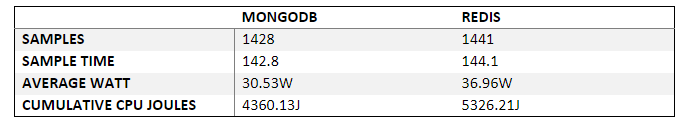 MONGODB REDIS
SAMPLES 1428 1441
SAMPLE TIME 142.8 144.1
AVERAGE WATT 30.53W 36.96W
CUMULATIVE CPU JOULES 4360.13J 5326.21J